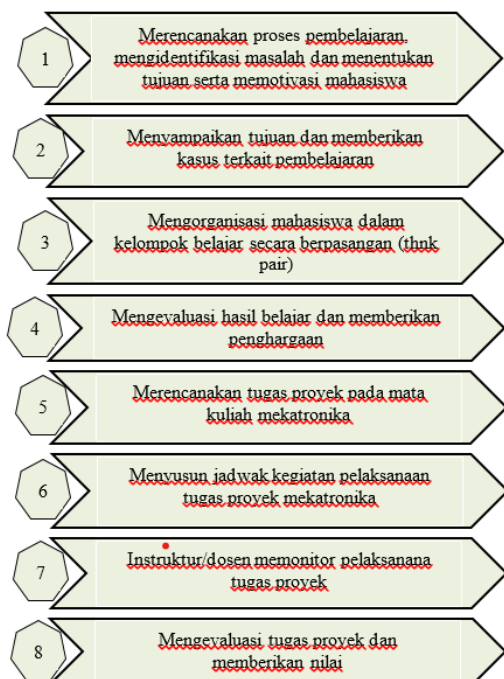 1
Merencanakan proses pembelajaran,
mengidentifikasi masalah dan menentukan
tujuan serta memotivasi mahasiswa
2
Menyampaikan tujuan dan memberikan
kasus terkait pembelajaran
3
Mengorganisasi mahasiswa dalam
kelompok belajar secara berpasangan (thnk
pair)
4
Mengevaluasi hasil belajar dan memberikan
penghargaan
5
Merencanakan tugas proyek pada mata
kuliah mekatronika
6
Menyusun jadwak kegiatan pelaksanaan
tugas proyek mekatronika
7
Instruktur/dosen memonitor pelaksanana
tugas proyek
8
Mengevaluasi tugas proyek dan
memberikan nilai